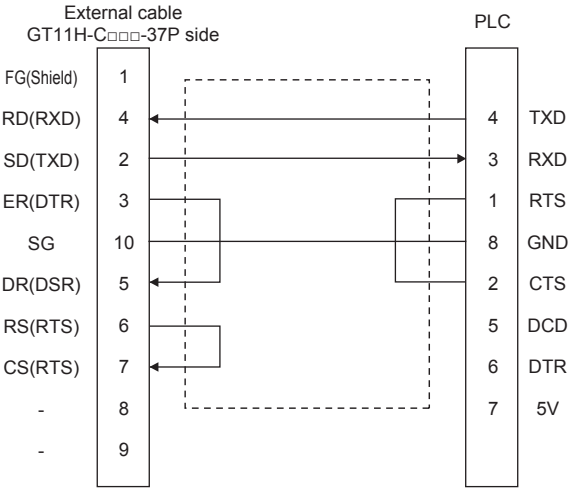 External cable
GT11H-C□□□-37P side
PLC
FG(Shield) 1
RD(RXD) 4 4 TXD
SD(TXD) 2 3 RXD
ER(DTR) 3 1 RTS
SG 10 8 GND
DR(DSR) 5 2 CTS
RS(RTS) 6 5 DCD
CS(RTS) 7 6 DTR
- 8 7 5V
- 9